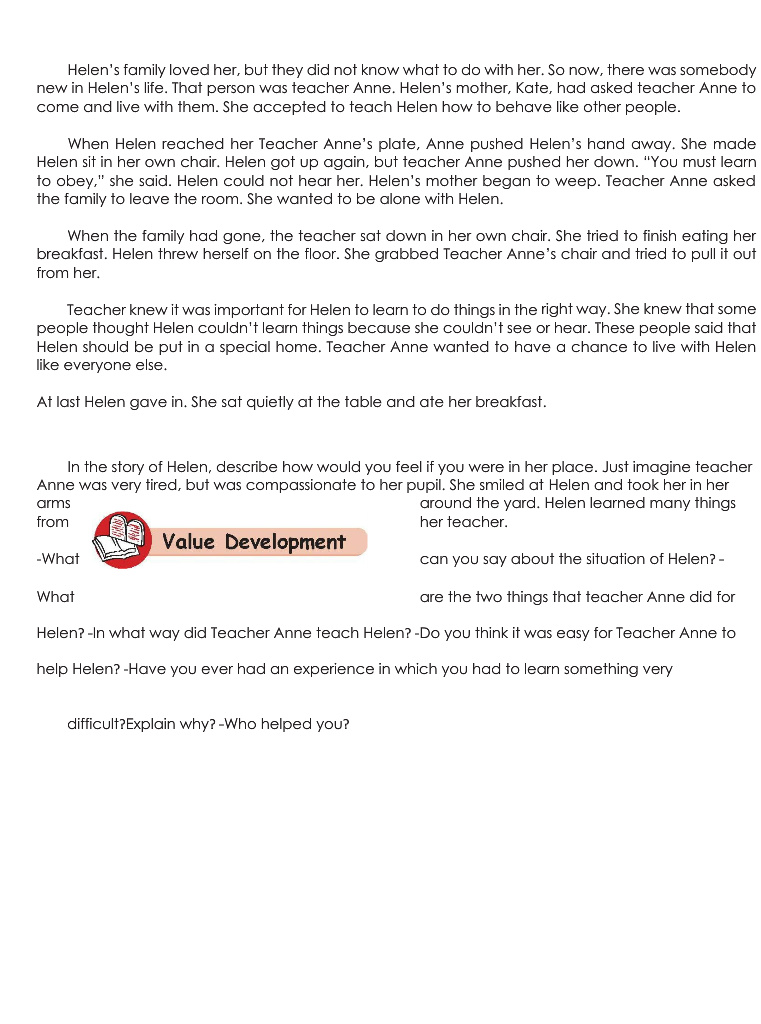 Helen’s family loved her, but they did not know what to do with her. So now, there was somebody
new in Helen’s life. That person was teacher Anne. Helen’s mother, Kate, had asked teacher Anne to
come and live with them. She accepted to teach Helen how to behave like other people.
When Helen reached her Teacher Anne’s plate, Anne pushed Helen’s hand away. She made
Helen sit in her own chair. Helen got up again, but teacher Anne pushed her down. “You must learn
to obey,” she said. Helen could not hear her. Helen’s mother began to weep. Teacher Anne asked
the family to leave the room. She wanted to be alone with Helen.
When the family had gone, the teacher sat down in her own chair. She tried to finish eating her
breakfast. Helen threw herself on the floor. She grabbed Teacher Anne’s chair and tried to pull it out
from her.
Teacher knew it was important for Helen to learn to do things in the right way. She knew that some
people thought Helen couldn’t learn things because she couldn’t see or hear. These people said that
Helen should be put in a special home. Teacher Anne wanted to have a chance to live with Helen
like everyone else.
At last Helen gave in. She sat quietly at the table and ate her breakfast.
In the story of Helen, describe how would you feel if you were in her place. Just imagine teacher
Anne was very tired, but was compassionate to her pupil. She smiled at Helen and took her in her
arms around the yard. Helen learned many things
from her teacher.
Value Development
-What can you say about the situation of Helen? -
What are the two things that teacher Anne did for
Helen? -In what way did Teacher Anne teach Helen? -Do you think it was easy for Teacher Anne to
help Helen? -Have you ever had an experience in which you had to learn something very
difficult?Explain why? -Who helped you?